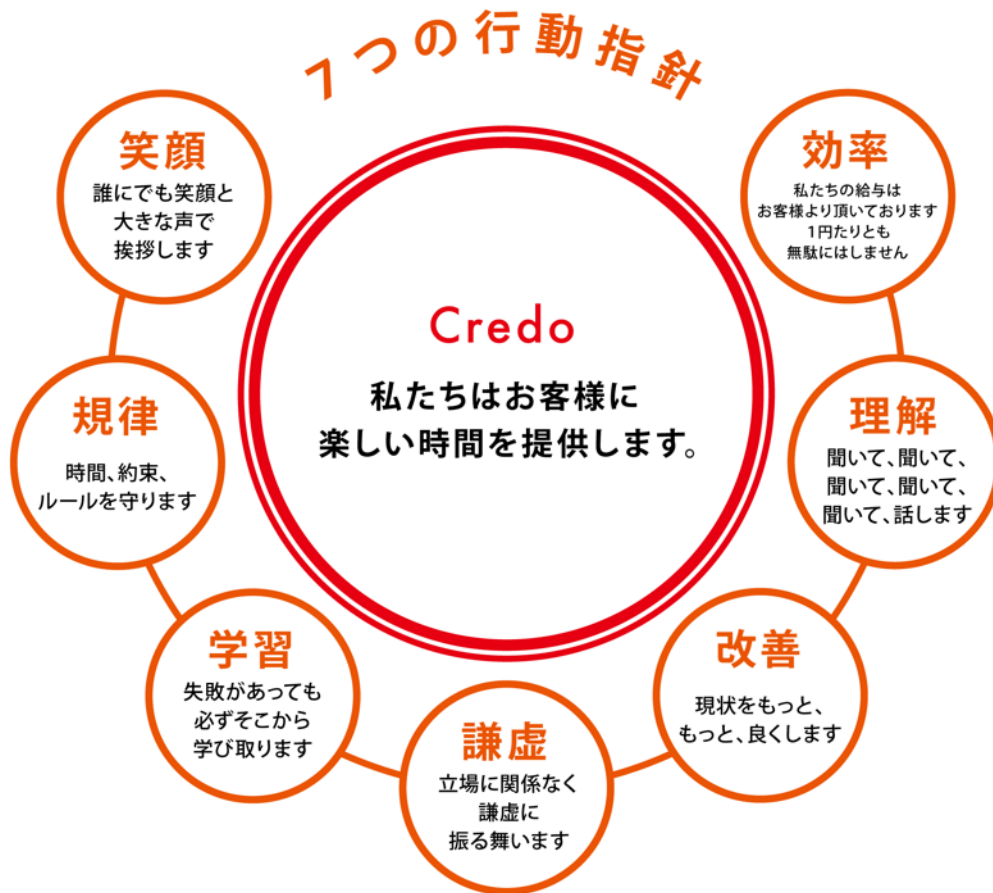 7つの行動指針
Credo
私たちはお客様に
楽しい時間を提供します。
笑顔
誰にでも笑顔と
大きな声で
挨拶します
規律
時間、約束、
ルールを守ります
学習
失敗があっても
必ずそこから
学び取ります
謙虚
立場に関係なく
謙虚に
振る舞います
改善
現状をもっと、
もっと、良くします
理解
聞いて、聞いて、
聞いて、聞いて、
聞いて、話します
効率
私たちの給与は
お客様より頂いております
1円たりとも
無駄にはしません